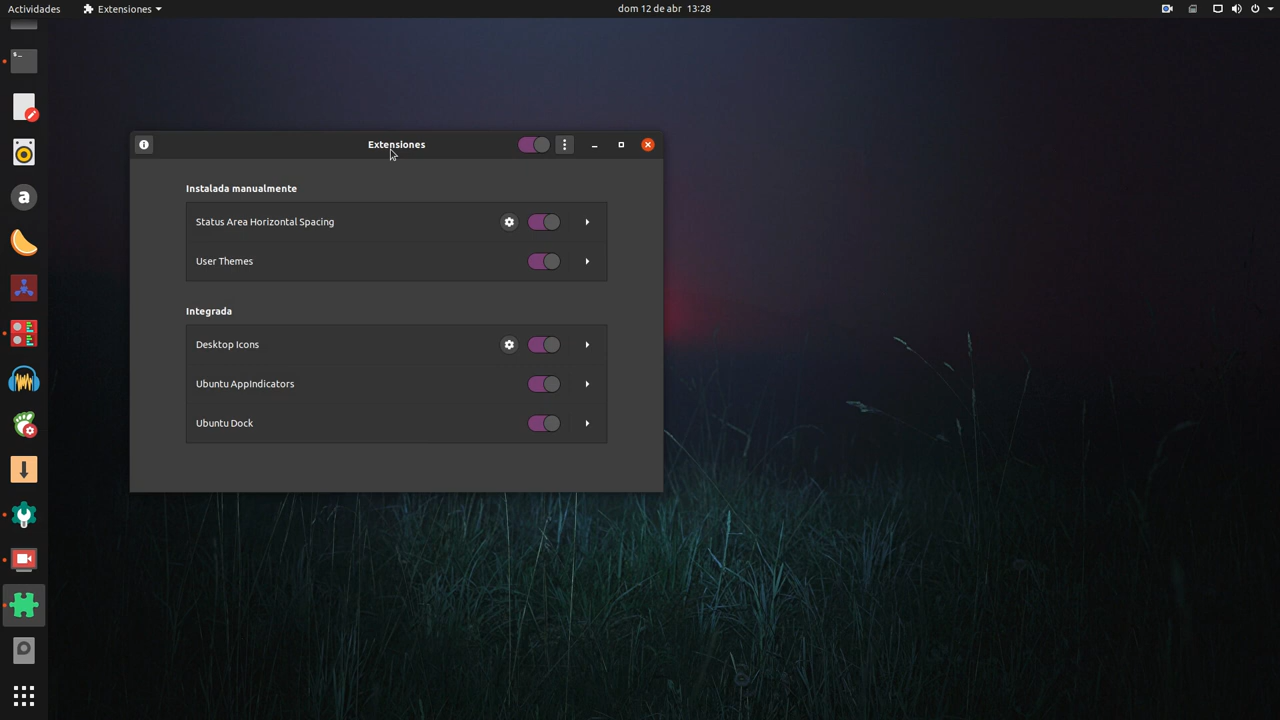 Actividades
Extensiones
dom 12 de abr 13:28
Extensiones
Instalada manualmente
Status Area Horizontal Spacing
User Themes
Integrada
Desktop Icons
Ubuntu AppIndicators
Ubuntu Dock